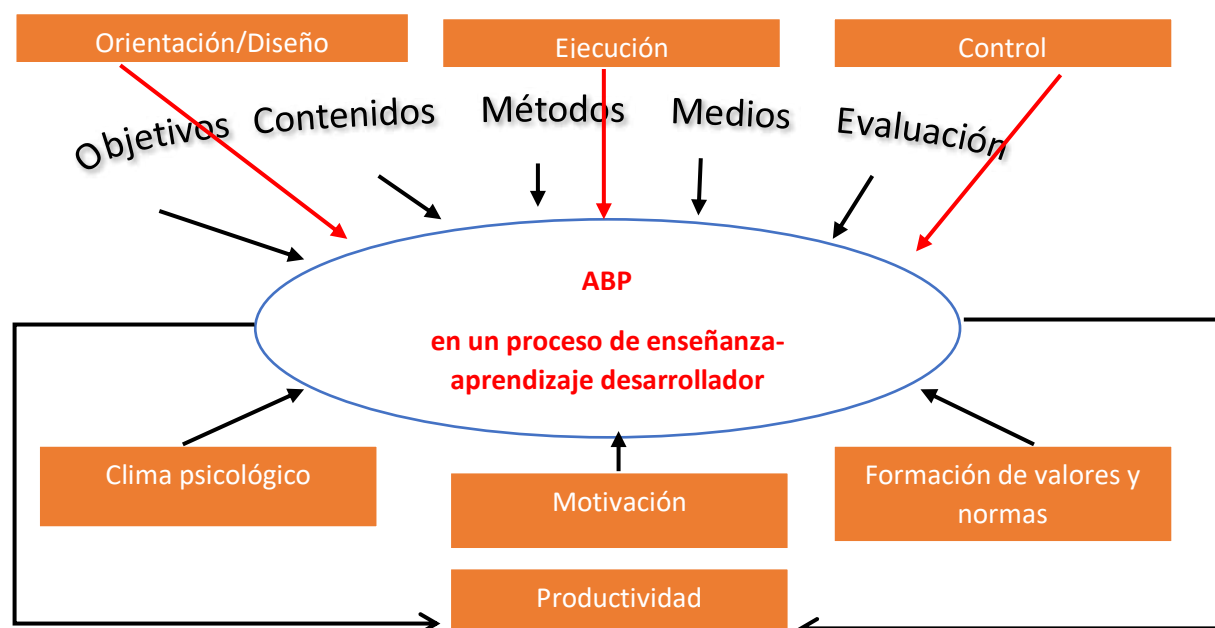 Orientación/Diseño
Ejecución
Control
Objetivos
Contenidos
Métodos
Medios
Evaluación
ABP
en un proceso de enseñanza-
aprendizaje desarrollador
Clima psicológico
Motivación
Formación de valores y
normas
Productividad